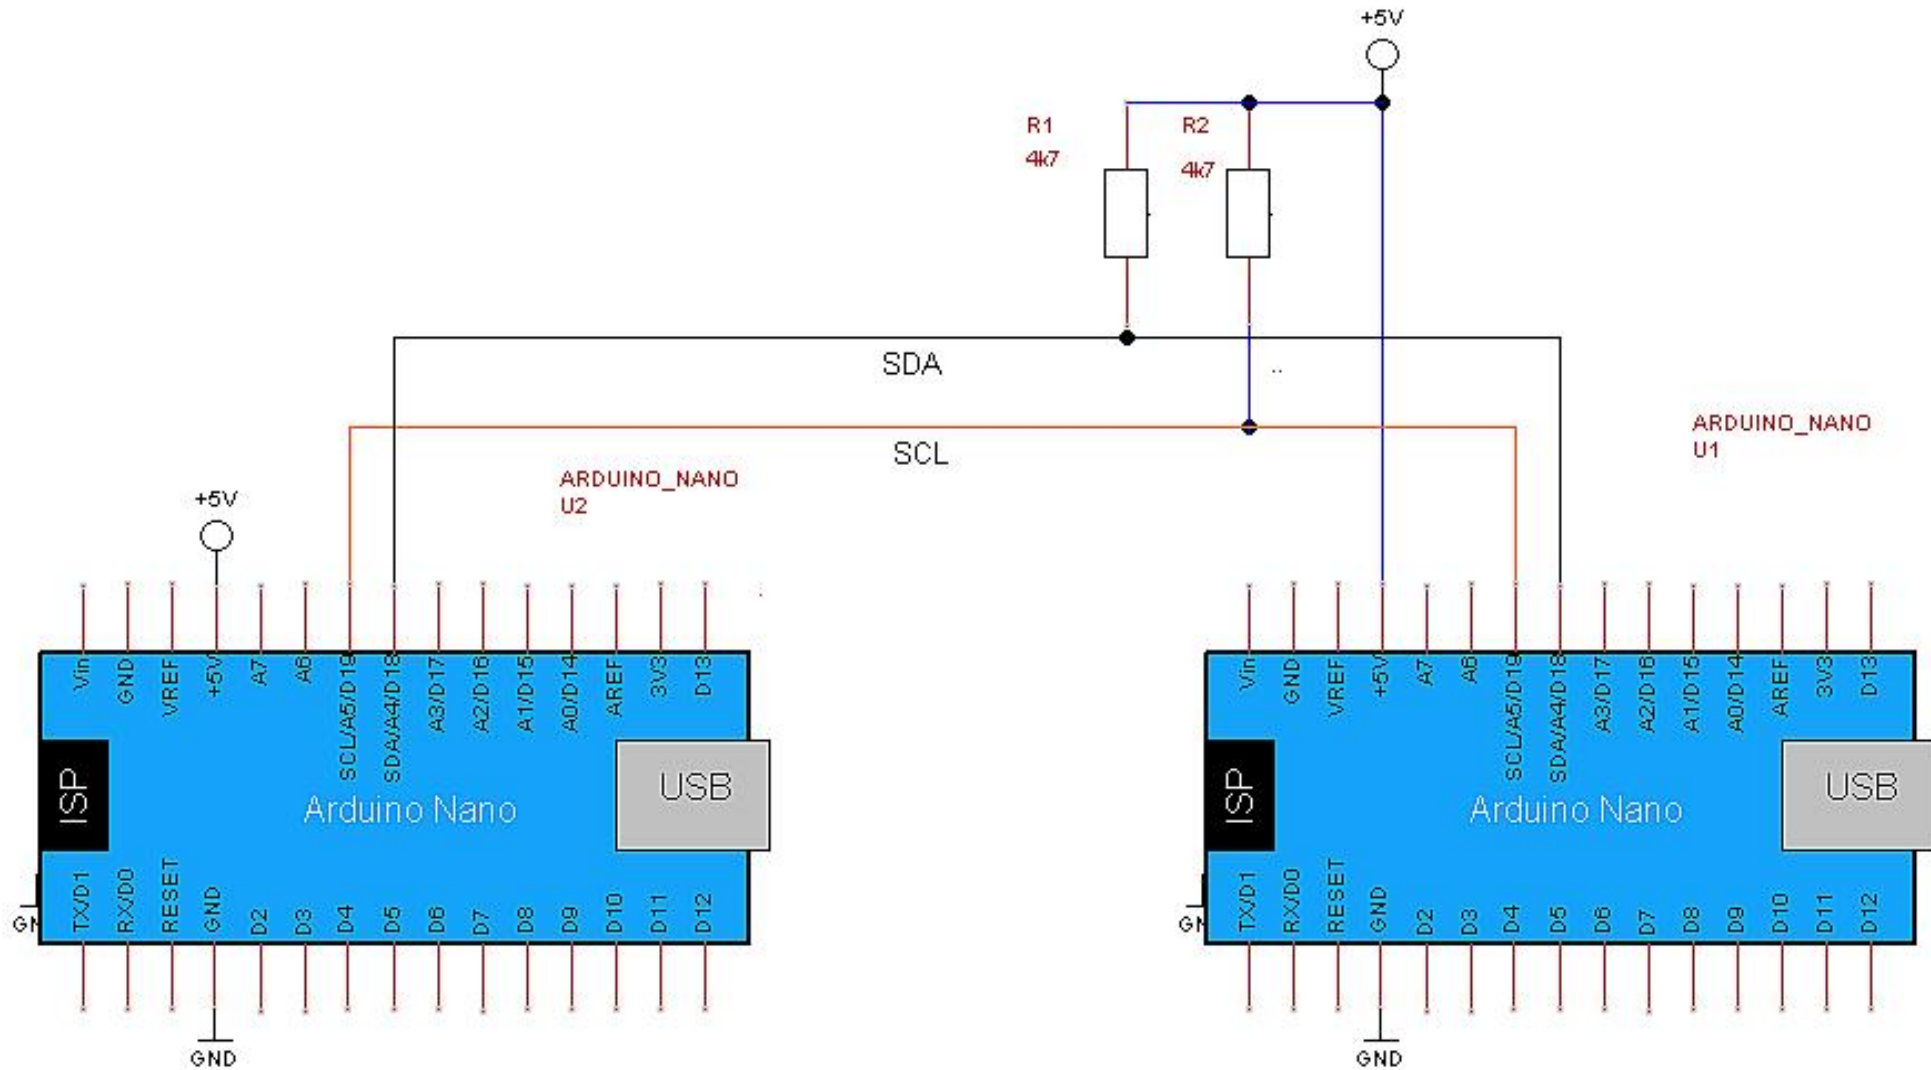 +5V
R1
4k7
R2
4k7
SDA
SCL
ARDUINO_NANO
U2
ARDUINO_NANO
U1
+5V
Vin
GND
VREF
+5V
A7
A6
SCL/A5/D19
SDA/A4/D18
A3/D17
A2/D16
A1/D15
A0/D14
AREF
3V3
D13
ISP
Arduino Nano
USB
TX/D1
RX/D0
RESET
GND
D2
D3
D4
D5
D6
D7
D8
D9
D10
D11
D12
GND
Vin
GND
VREF
+5V
A7
A6
SCL/A5/D19
SDA/A4/D18
A3/D17
A2/D16
A1/D15
A0/D14
AREF
3V3
D13
ISP
Arduino Nano
USB
TX/D1
RX/D0
RESET
GND
D2
D3
D4
D5
D6
D7
D8
D9
D10
D11
D12
GND